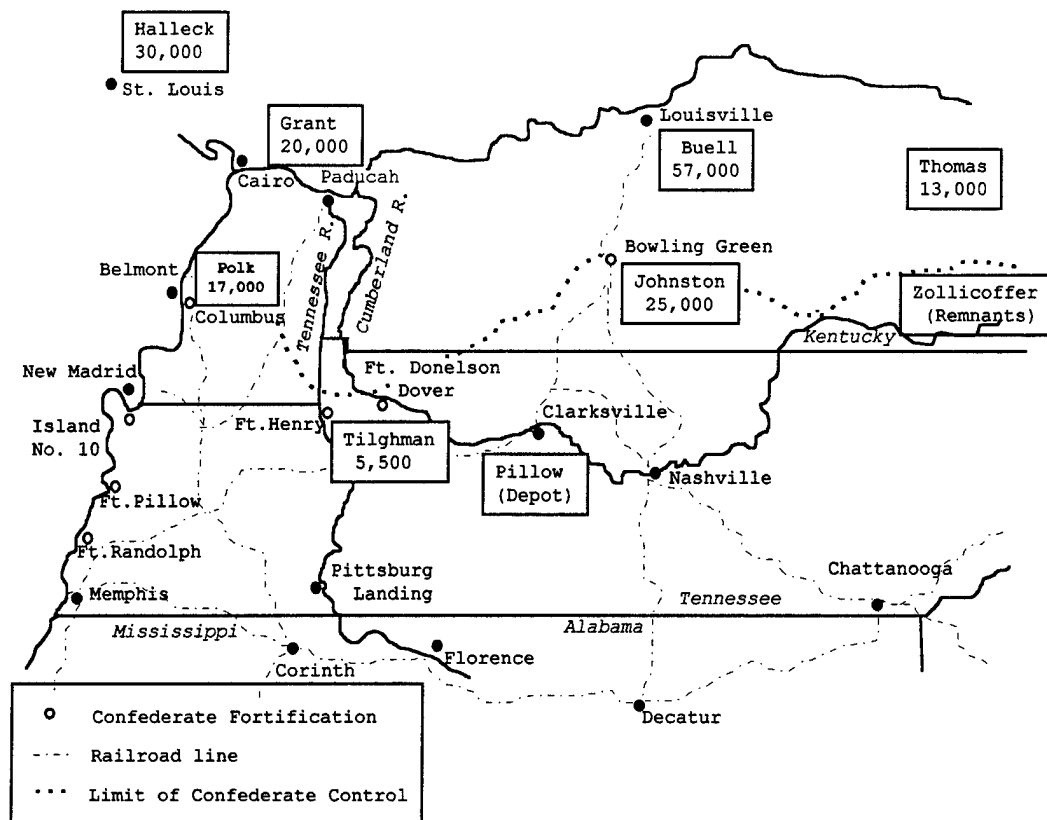 Halleck
30,000
St. Louis
Grant
20,000
Cairo
Paducah
Louisville
Buell
57,000
Thomas
13,000
Tennessee R.
Cumberland R.
Belmont
Polk
17,000
Columbus
Bowling Green
Johnston
25,000
Zollicoffer
(Remnants)
Kentucky
New Madrid
Ft. Donelson
Dover
Island
No. 10
Ft.Henry
Tilghman
5,500
Clarksville
Pillow
(Depot)
Nashville
Ft.Pillow
Ft.Randolph
Memphis
Pittsburg
Landing
Chattanooga
Tennessee
Mississippi
Alabama
Corinth
Florence
Decatur
Confederate Fortification
Railroad line
Limit of Confederate Control